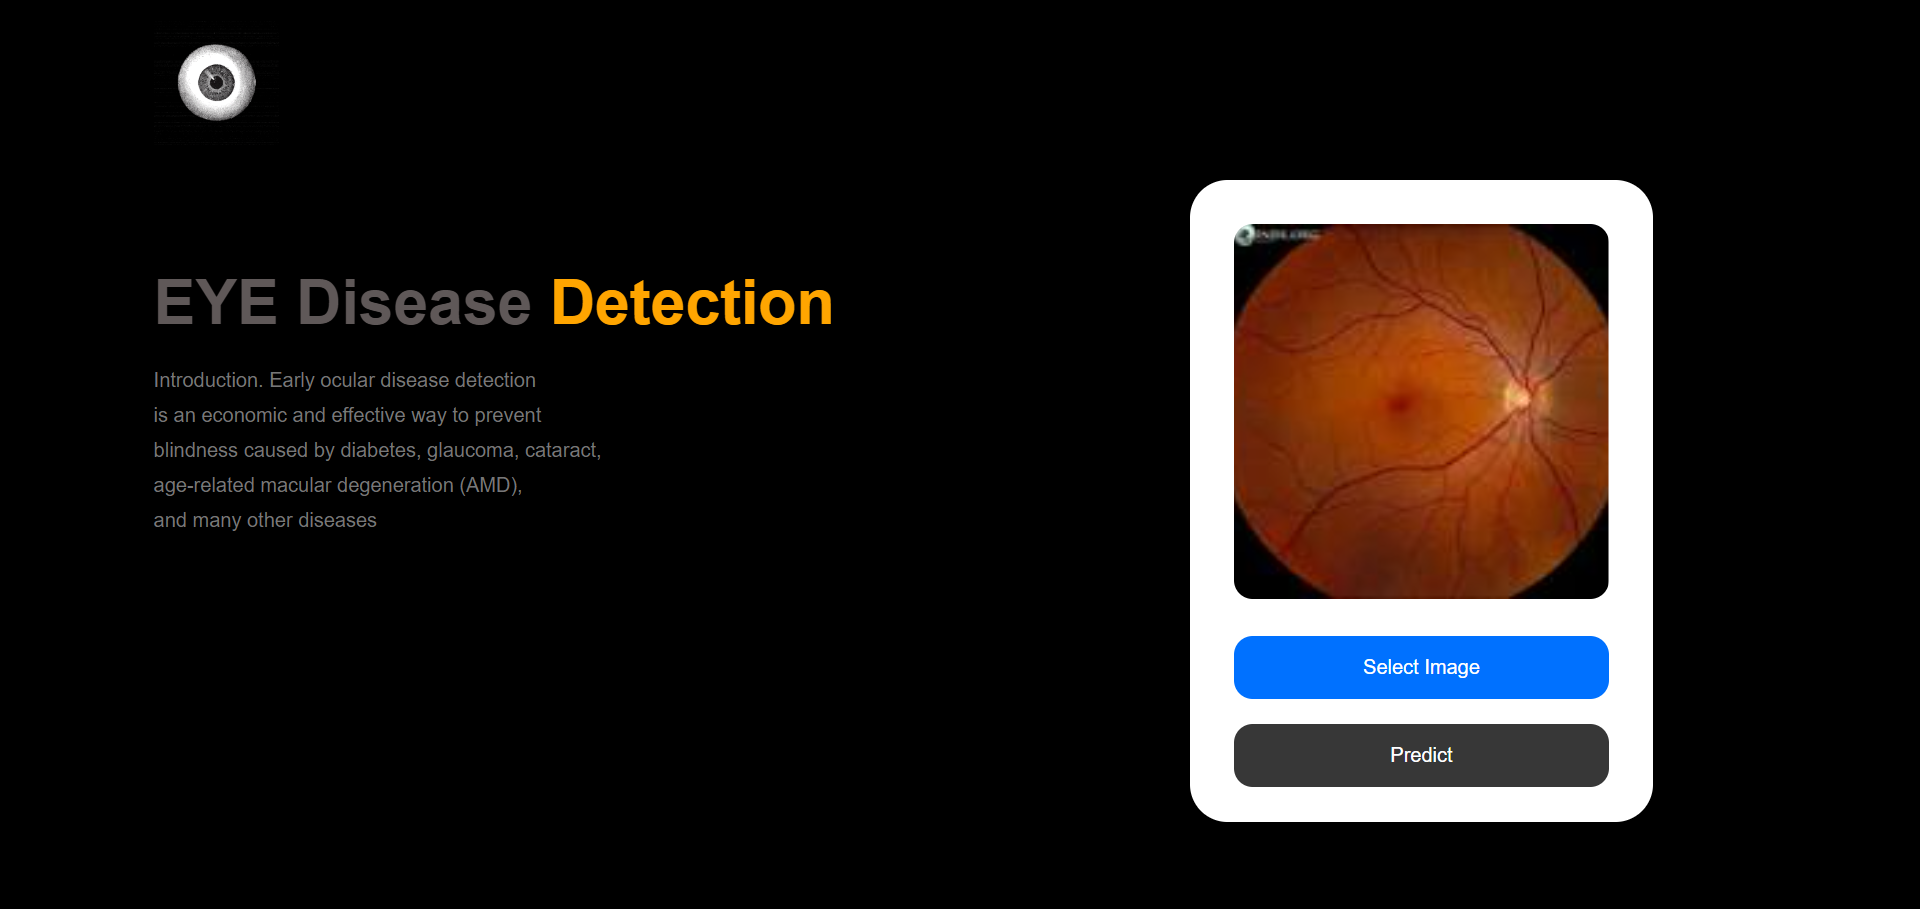 EYE Disease Detection
Introduction. Early ocular disease detection
is an economic and effective way to prevent
blindness caused by diabetes, glaucoma, cataract,
age-related macular degeneration (AMD),
and many other diseases
Select Image
Predict